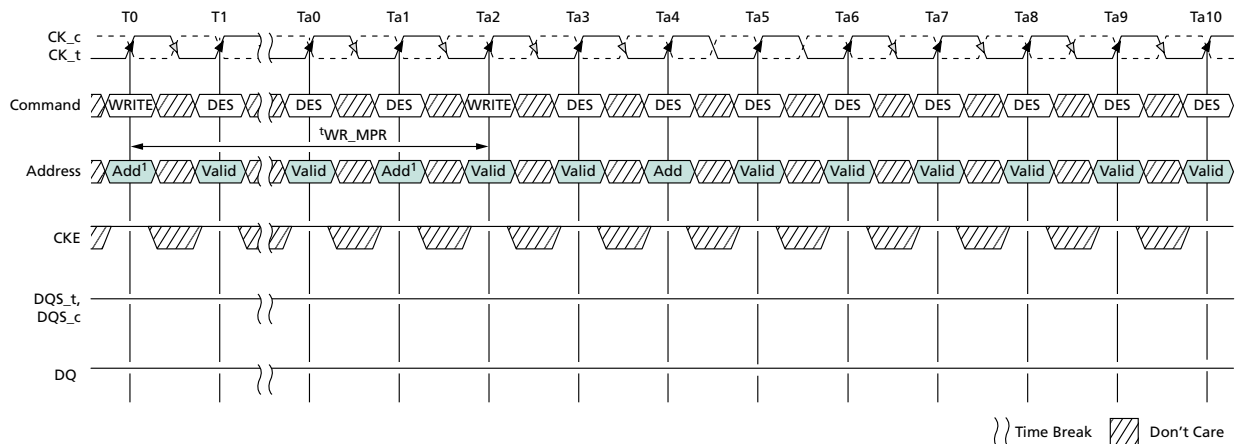 T0 T1 Ta0 Ta1 Ta2 Ta3 Ta4 Ta5 Ta6 Ta7 Ta8 Ta9 Ta10
CK_c
CK_t
Command WRITE DES DES DES WRITE DES DES DES DES DES DES DES DES
tWR_MPR
Address Add1 Valid Valid Add1 Valid Valid Add Valid Valid Valid Valid Valid Valid
CKE
DQS_t,
DQS_c
DQ
Time Break Don't Care